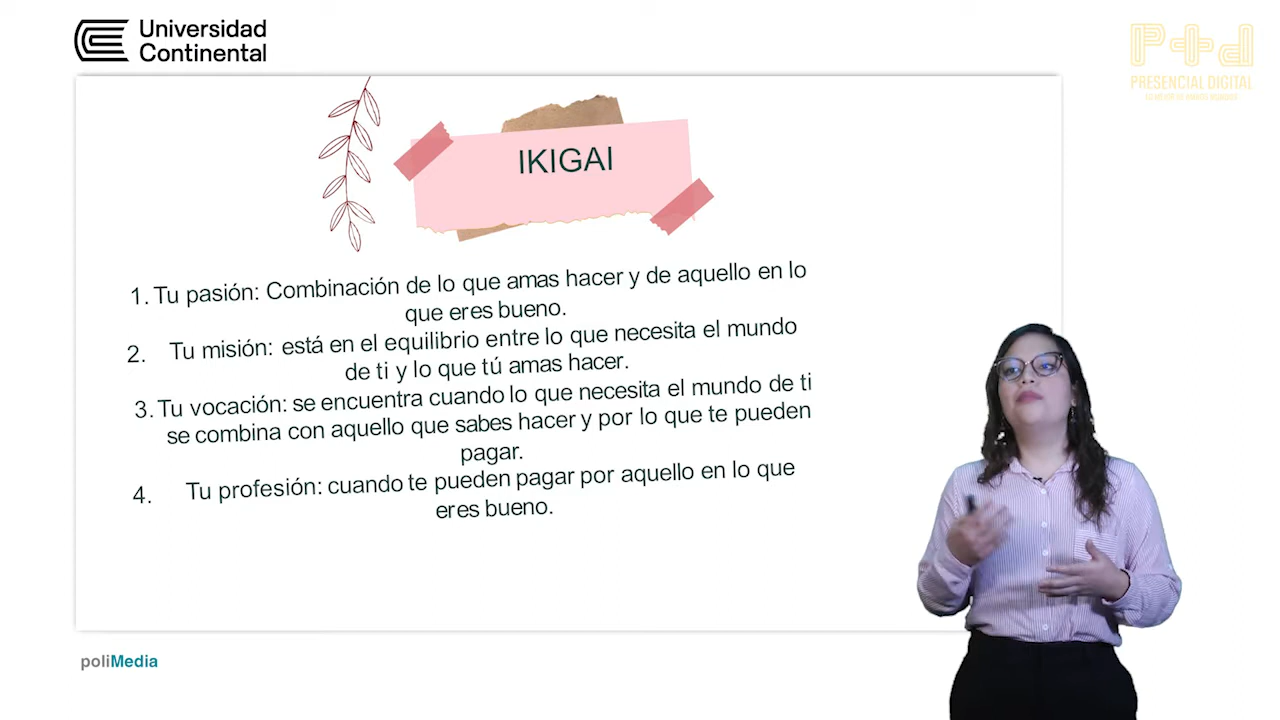 Universidad
Continental
P+d
PRESENCIAL DIGITAL
IKIGAI
1. Tu pasión: Combinación de lo que amas hacer y de aquello en lo
que eres bueno.
2. Tu misión: está en el equilibrio entre lo que necesita el mundo
de ti y lo que tú amas hacer.
3. Tu vocación: se encuentra cuando lo que necesita el mundo de ti
se combina con aquello que sabes hacer y por lo que te pueden
pagar.
4. Tu profesión: cuando te pueden pagar por aquello en lo que
eres bueno.
poliMedia